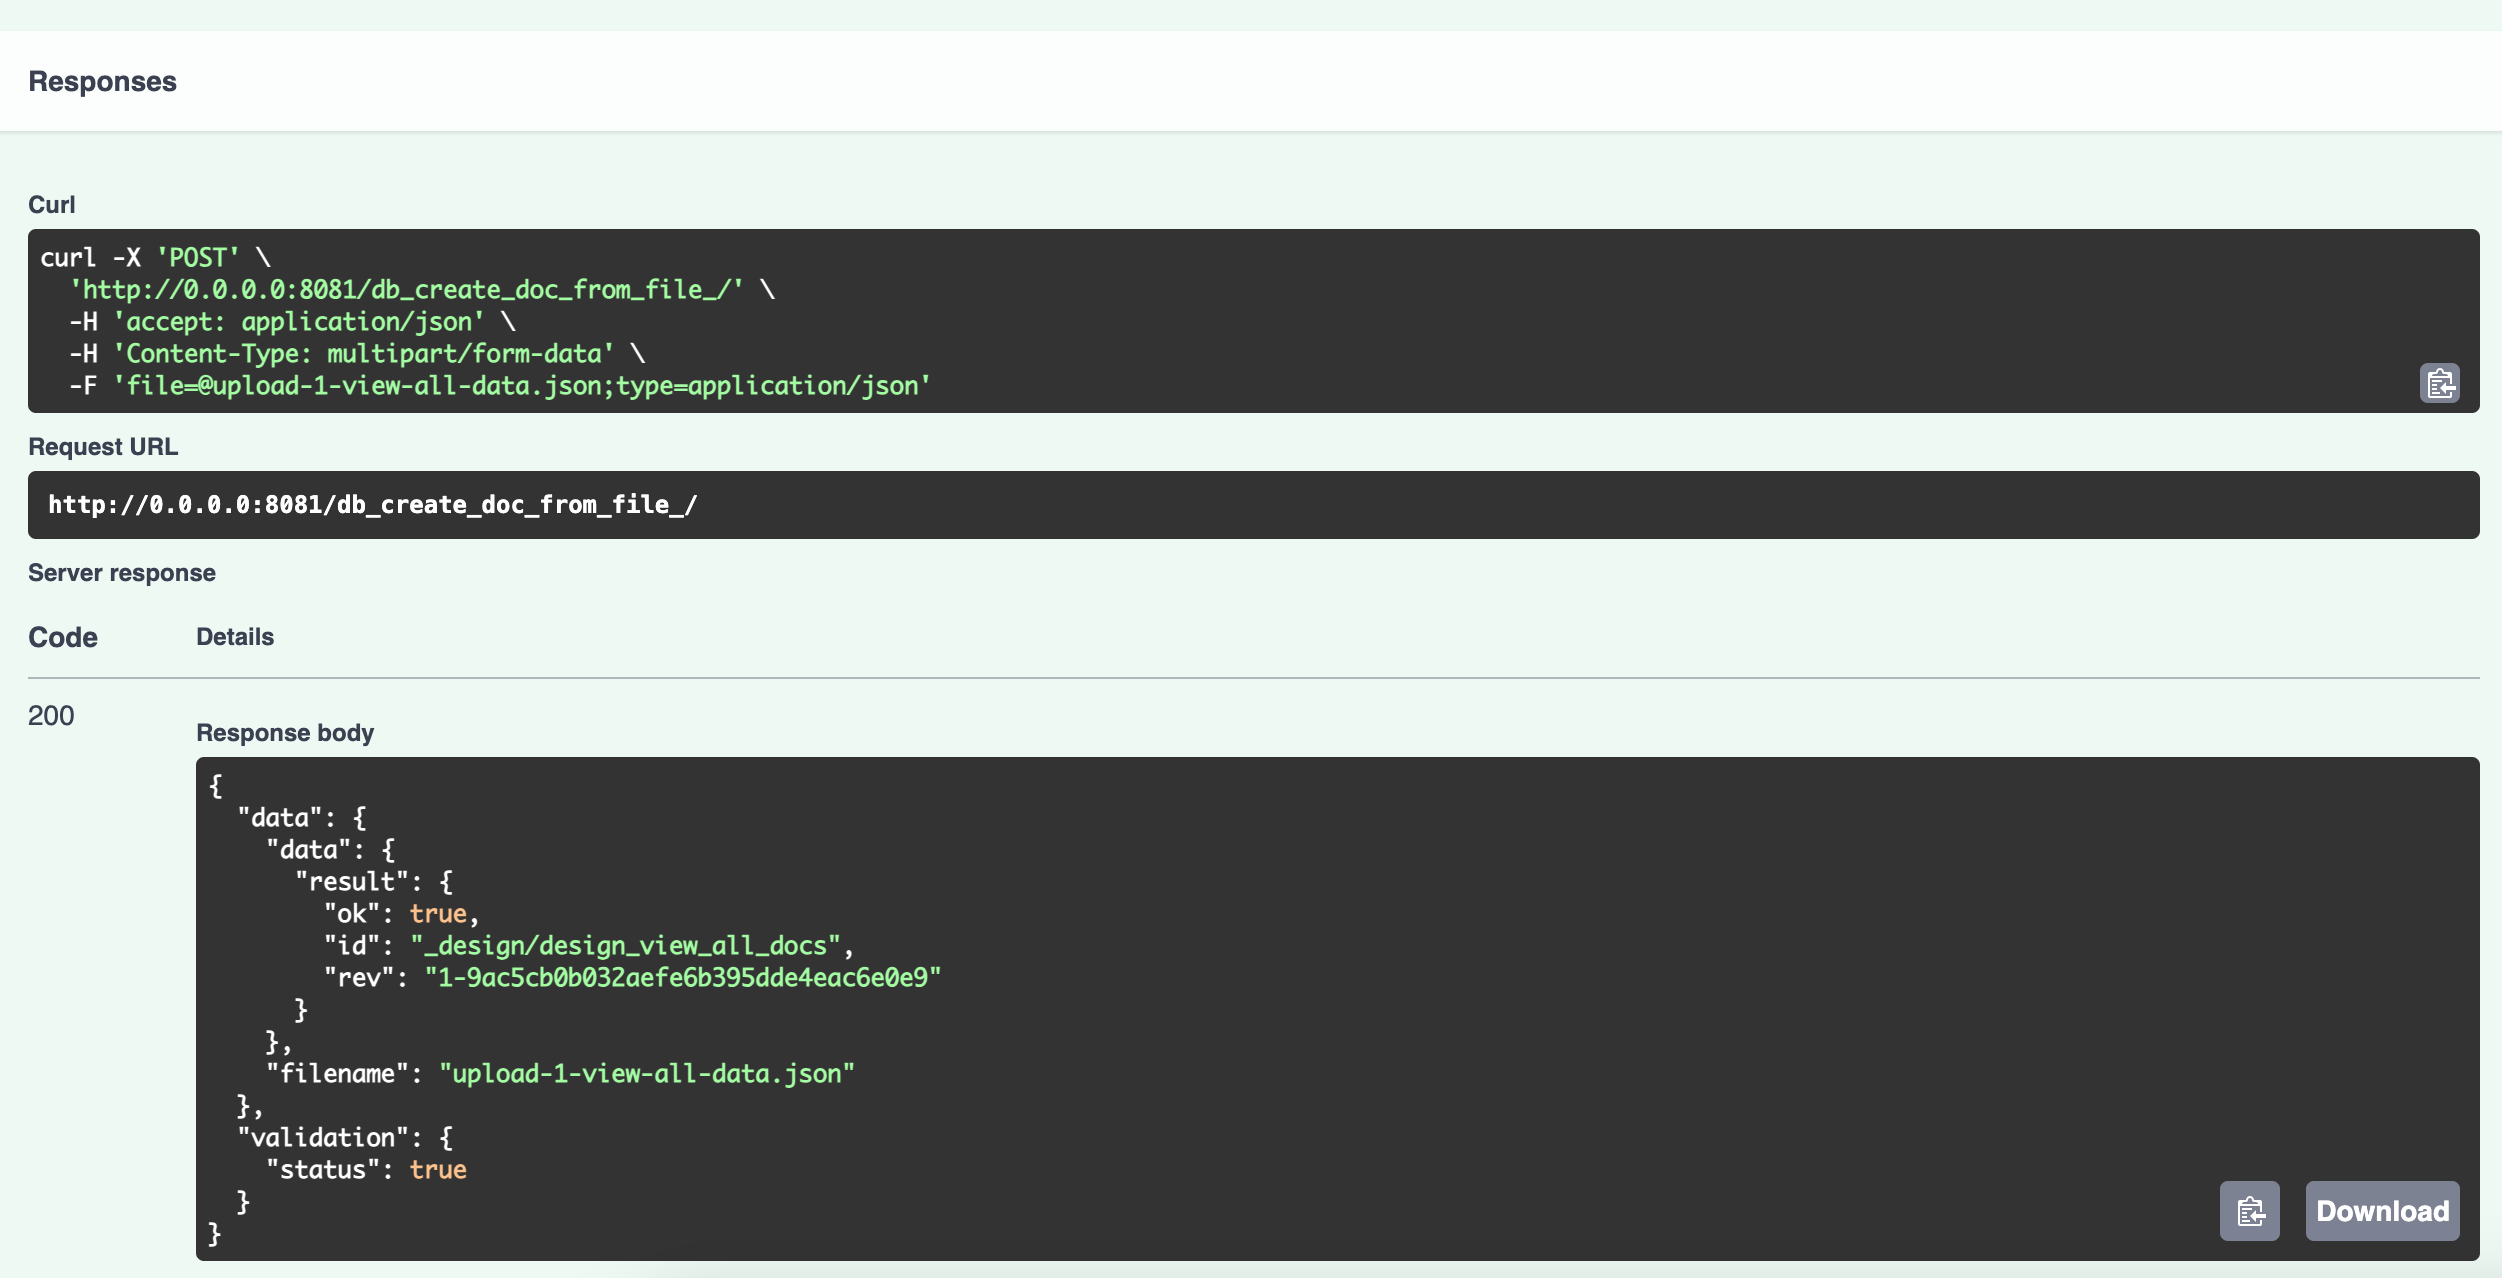 Responses
Curl
curl -X 'POST' \
  'http://0.0.0.0:8081/db_create_doc_from_file_/' \
  -H 'accept: application/json' \
  -H 'Content-Type: multipart/form-data' \
  -F 'file=@upload-1-view-all-data.json;type=application/json'
Request URL
http://0.0.0.0:8081/db_create_doc_from_file_/
Server response
Code Details
200
Response body
{
  "data": {
    "data": {
      "result": {
        "ok": true,
        "id": "_design/design_view_all_docs",
        "rev": "1-9ac5cb0b032aefe6b395dde4eac6e0e9"
      }
    },
    "filename": "upload-1-view-all-data.json"
  },
  "validation": {
    "status": true
  }
}
Download